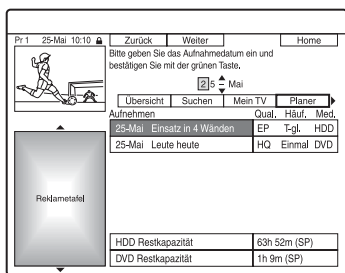 Pr 1 25-Mai 10:10
Zurück Weiter Home
Bitte geben Sie das Aufnahmedatum ein und
bestätigen Sie mit der grünen Taste.
25 Mai
Übersicht Suchen Mein TV Planer
Aufnehmen Qual. Häuf. Med.
25-Mai Einsatz in 4 Wänden EP T-gl. HDD
25-Mai Leute heute HQ Einmal DVD
Reklametafel
HDD Restkapazität 63h 52m (SP)
DVD Restkapazität 1h 9m (SP)